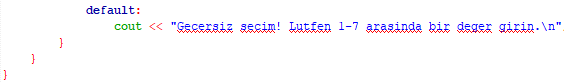 default:
cout << "Gecersiz secim! Lutfen 1-7 arasinda bir deger girin.\n"
}
}
}